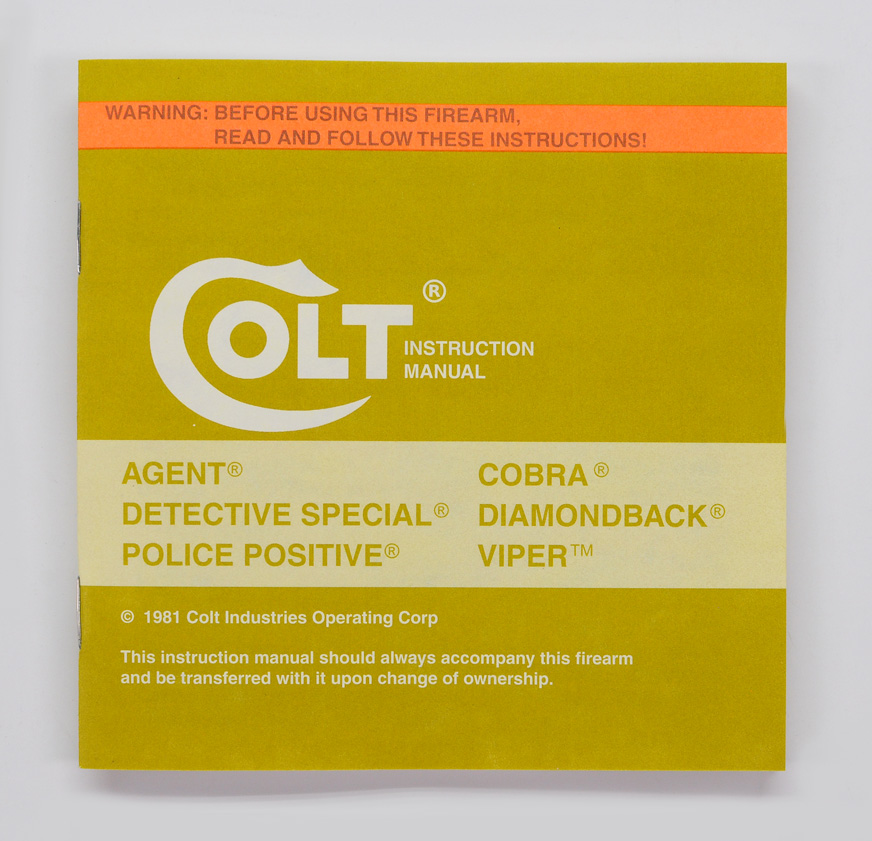 WARNING: BEFORE USING THIS FIREARM,
READ AND FOLLOW THESE INSTRUCTIONS!
COLT®
INSTRUCTION
MANUAL
AGENT® COBRA®
DETECTIVE SPECIAL® DIAMONDBACK®
POLICE POSITIVE® VIPER™
© 1981 Colt Industries Operating Corp
This instruction manual should always accompany this firearm
and be transferred with it upon change of ownership.